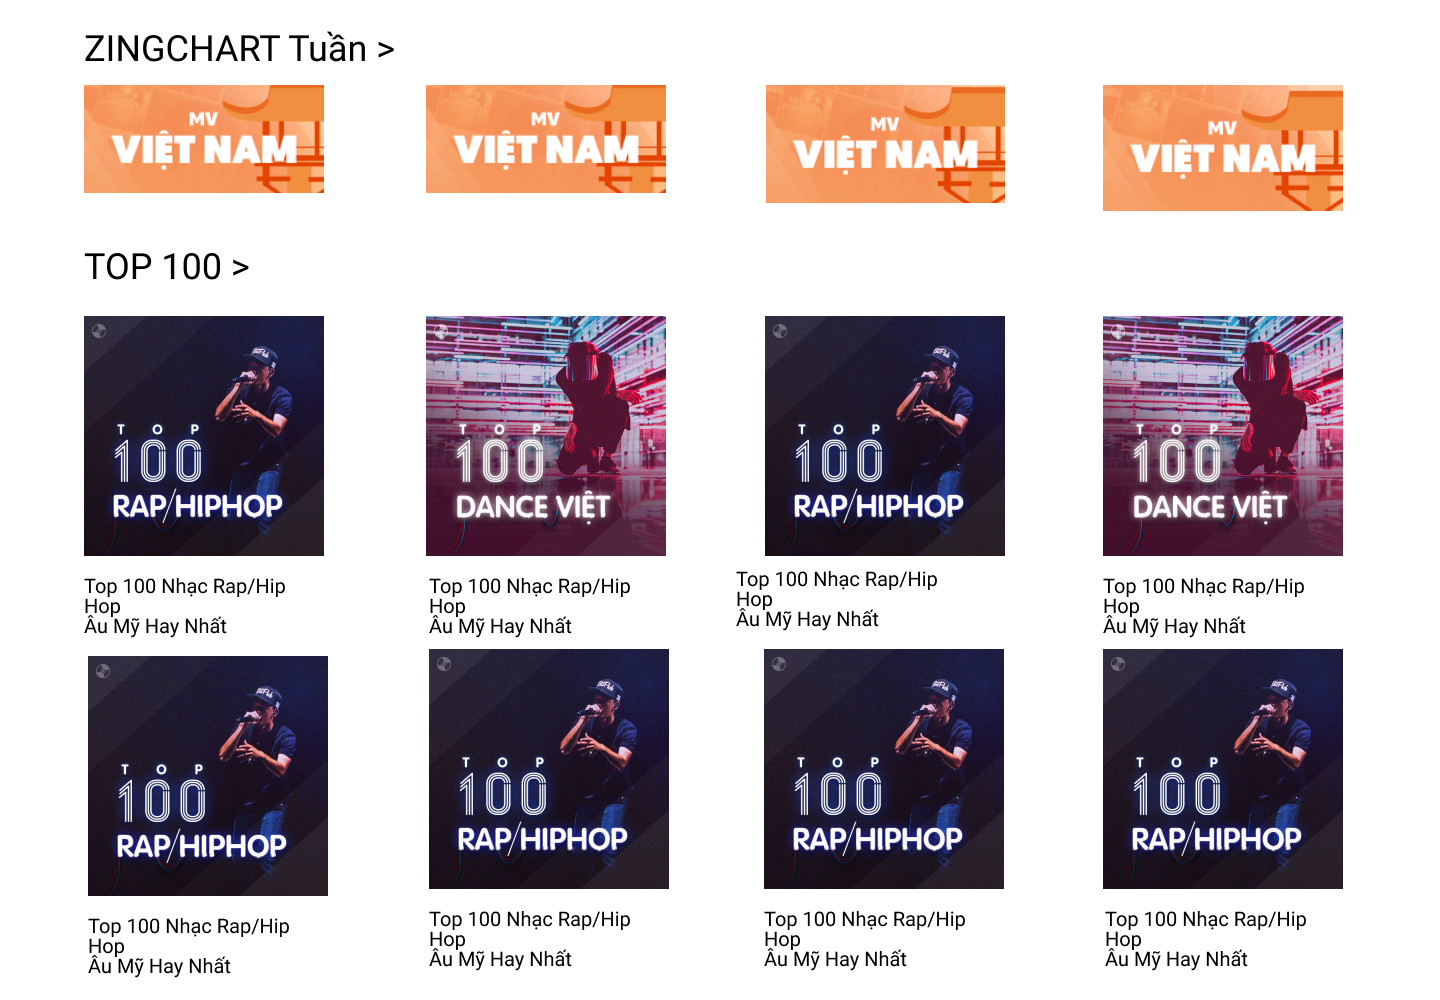 ZINGCHART Tuần >
MV
VIỆT NAM
MV
VIỆT NAM
MV
VIỆT NAM
MV
VIỆT NAM
TOP 100 >
TOP
100
RAP/HIPHOP
TOP
100
DANCE VIỆT
TOP
100
RAP/HIPHOP
TOP
100
DANCE VIỆT
Top 100 Nhạc Rap/Hip
Hop
Âu Mỹ Hay Nhất
Top 100 Nhạc Rap/Hip
Hop
Âu Mỹ Hay Nhất
Top 100 Nhạc Rap/Hip
Hop
Âu Mỹ Hay Nhất
Top 100 Nhạc Rap/Hip
Hop
Âu Mỹ Hay Nhất
TOP
100
RAP/HIPHOP
TOP
100
RAP/HIPHOP
TOP
100
RAP/HIPHOP
TOP
100
RAP/HIPHOP
Top 100 Nhạc Rap/Hip
Hop
Âu Mỹ Hay Nhất
Top 100 Nhạc Rap/Hip
Hop
Âu Mỹ Hay Nhất
Top 100 Nhạc Rap/Hip
Hop
Âu Mỹ Hay Nhất
Top 100 Nhạc Rap/Hip
Hop
Âu Mỹ Hay Nhất